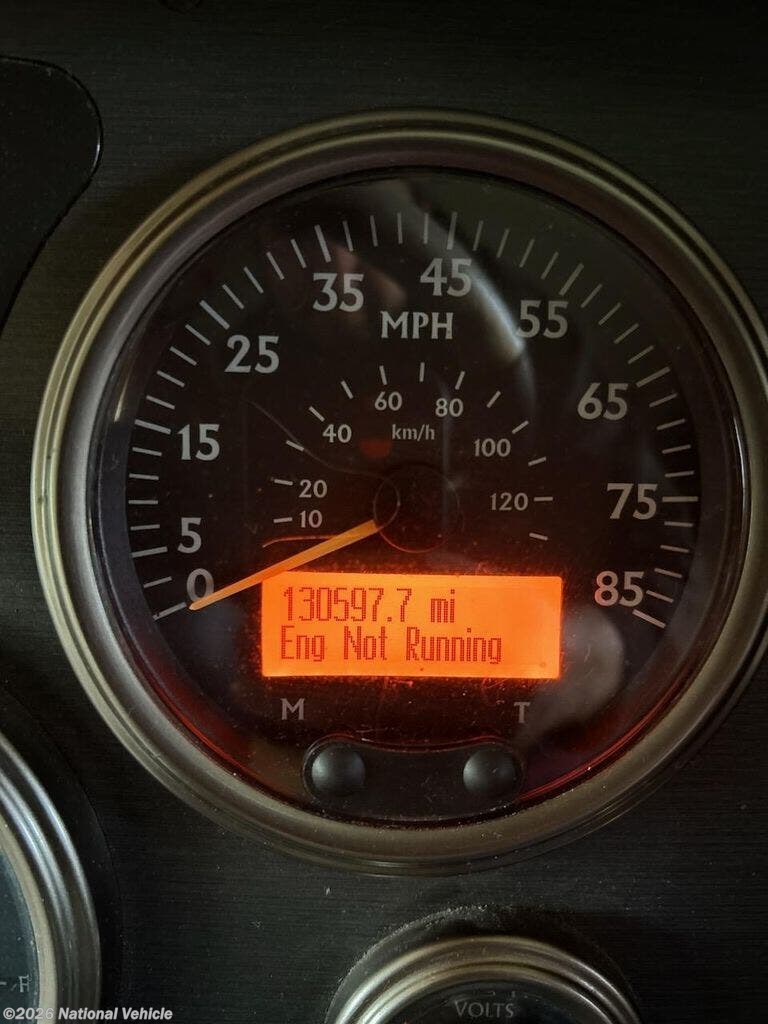 35 45
MPH 55
25
60 80
65
40 km/h 100
15
20 120 75
10
5
0 85
130597.7 mi
Eng Not Running
M T
F
VOLTS
©2026 National Vehicle